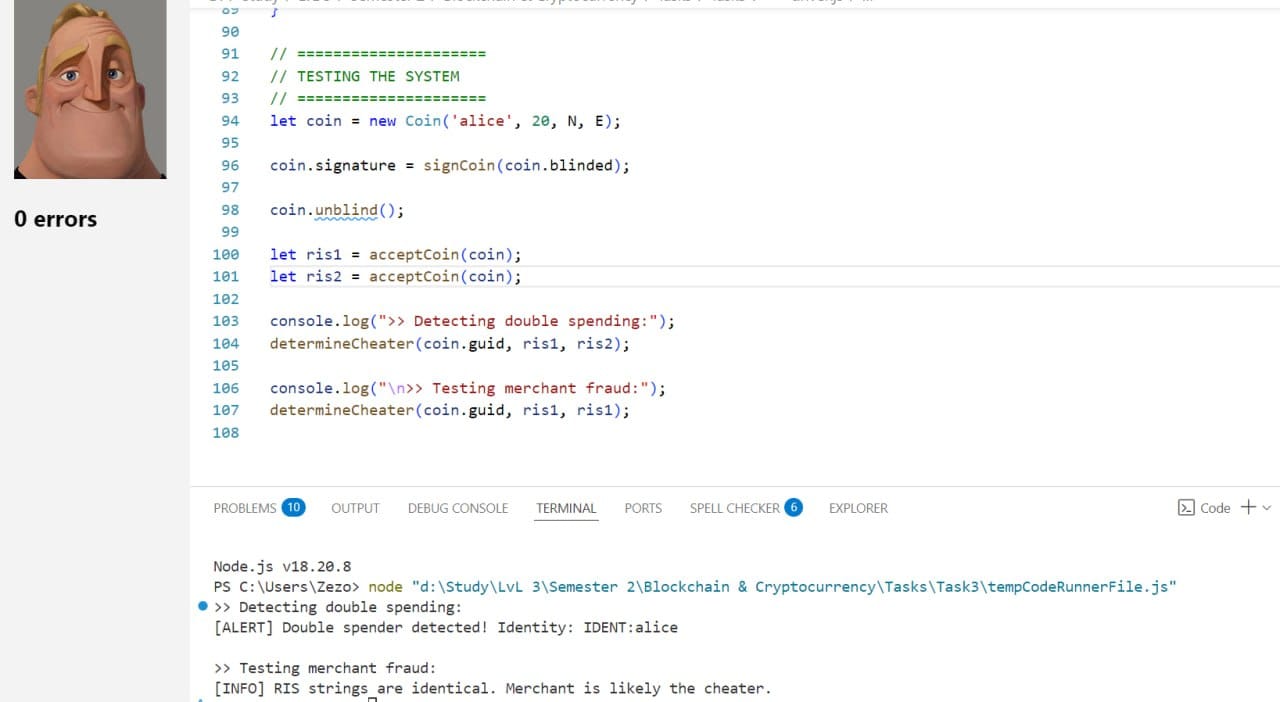 89 }
90
91 // =====================
92 // TESTING THE SYSTEM
93 // =====================
94 let coin = new Coin('alice', 20, N, E);
95
96 coin.signature = signCoin(coin.blinded);
97
98 coin.unblind();
99
100 let ris1 = acceptCoin(coin);
101 let ris2 = acceptCoin(coin);
102
103 console.log(">> Detecting double spending:");
104 determineCheater(coin.guid, ris1, ris2);
105
106 console.log("\n>> Testing merchant fraud:");
107 determineCheater(coin.guid, ris1, ris1);
108
0 errors
PROBLEMS 10 OUTPUT DEBUG CONSOLE TERMINAL PORTS SPELL CHECKER 6 EXPLORER Code
Node.js v18.20.8
PS C:\Users\Zezo> node "d:\Study\LvL 3\Semester 2\Blockchain & Cryptocurrency\Tasks\Task3\tempCodeRunnerFile.js"
>> Detecting double spending:
[ALERT] Double spender detected! Identity: IDENT:alice
>> Testing merchant fraud:
[INFO] RIS strings are identical. Merchant is likely the cheater.